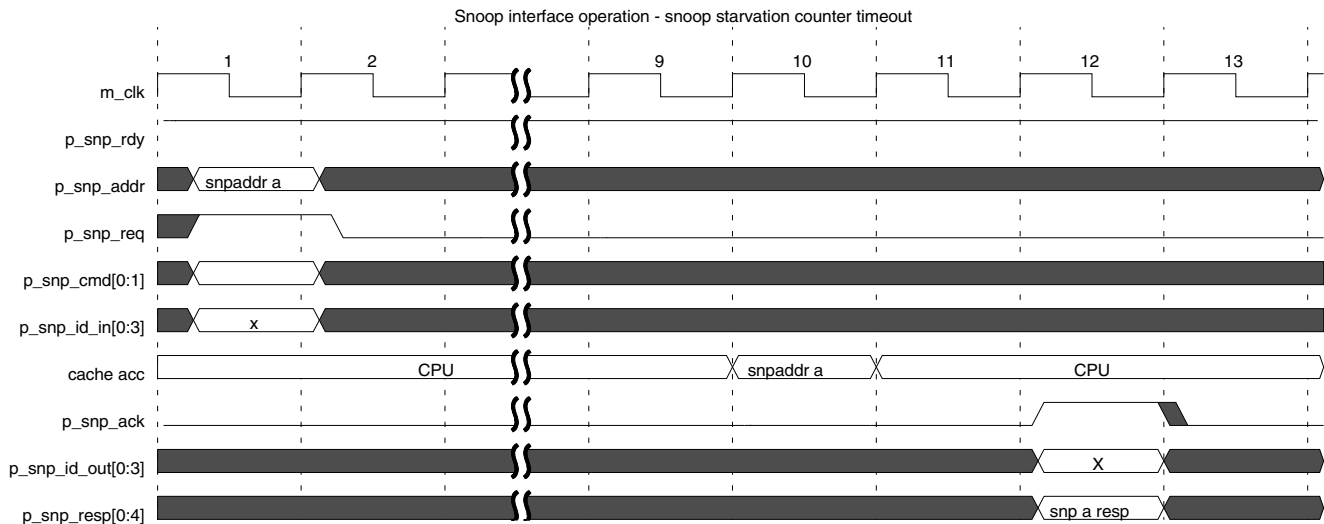 Snoop interface operation - snoop starvation counter timeout
1 2 9 10 11 12 13
m_clk
p_snp_rdy
p_snp_addr snpaddr a
p_snp_req
p_snp_cmd[0:1]
p_snp_id_in[0:3] x
cache acc CPU snpaddr a CPU
p_snp_ack
p_snp_id_out[0:3] X
p_snp_resp[0:4] snp a resp